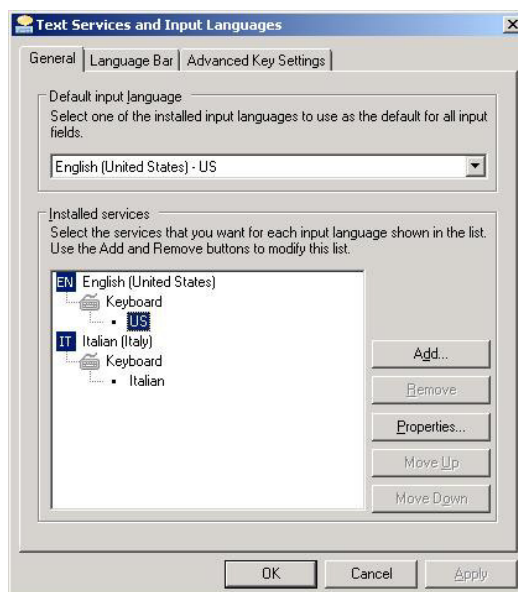 Text Services and Input Languages
General
Language Bar
Advanced Key Settings
Default input language
Select one of the installed input languages to use as the default for all input
fields.
English (United States) - US
Installed services
Select the services that you want for each input language shown in the list.
Use the Add and Remove buttons to modify this list.
EN English (United States)
Keyboard
US
IT Italian (Italy)
Keyboard
Italian
Add...
Remove
Properties...
Move Up
Move Down
OK
Cancel
Apply